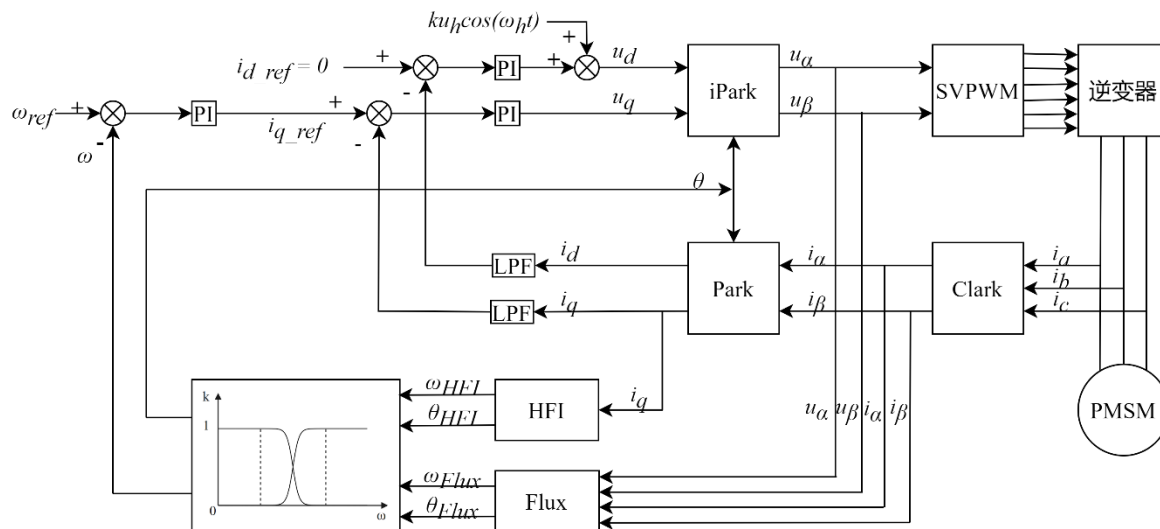 ku_h cos(ω_h t)
+
+
+
u_d
u_α
i_d ref = 0
-
PI
iPark
SVPWM
逆变器
ω_ref
+
PI
i_q_ref
+
-
PI
u_q
u_β
ω
-
θ
LPF
i_d
Park
i_α
Clark
i_a
i_b
LPF
i_q
i_β
i_c
k
1
0
ω
ω_HFI
θ_HFI
HFI
i_q
u_α
u_β
i_α
i_β
PMSM
ω_Flux
θ_Flux
Flux